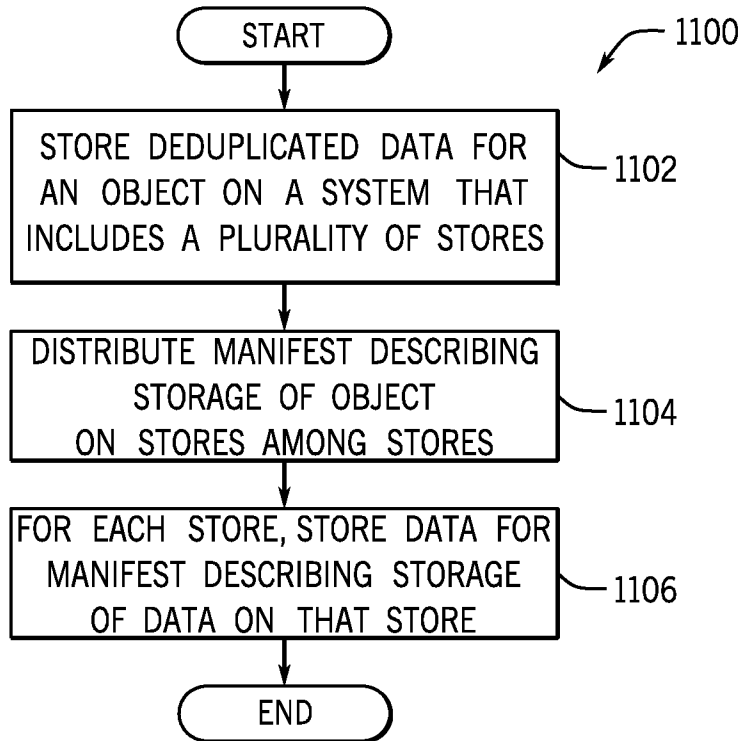 START
1100
STORE DEDUPLICATED DATA FOR
AN OBJECT ON A SYSTEM THAT
INCLUDES A PLURALITY OF STORES
1102
DISTRIBUTE MANIFEST DESCRIBING
STORAGE OF OBJECT
ON STORES AMONG STORES
1104
FOR EACH STORE, STORE DATA FOR
MANIFEST DESCRIBING STORAGE
OF DATA ON THAT STORE
1106
END